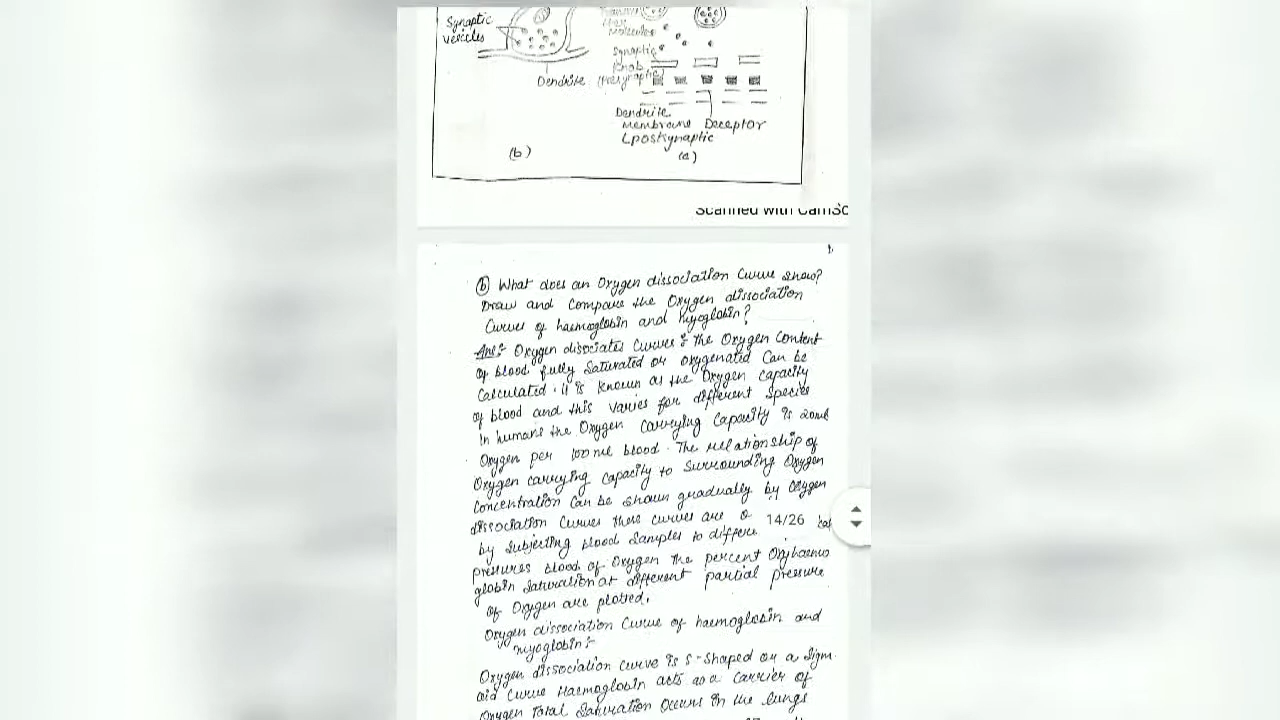 Synaptic
vesicles
Molecules
Synaptic
Knob
Dendrite (Presynaptic)
Dendrite
Membrane Deceptor
Lpostsynaptic
(b)
(a)
Scanned with CamSc
(b) What does an Oxygen dissociation Curve show?
Draw and Compare the Oxygen dissociation
Curves of haemoglobin and Myoglobin?
Ans:- Oxygen dissociates Curves : the Oxygen Content
of blood fully Saturated or oxygenated Can be
Calculated. it is known as the Oxygen capacity
of blood and this varies for different Species
in humans the Oxygen Carrying Capacity is 20ml
Oxygen per 100ml blood. The relationship of
Oxygen carrying capacity to Surrounding Oxygen
Concentration Can be shown gradually by Oxygen
dissociation Curves these curves are 14/26
by Subjecting blood Samples to differe
pressures blood of Oxygen the percent Oxyhaemo
globin Saturation at different partial pressure
of Oxygen are plotted.
Oxygen dissociation Curve of haemoglobin and
myoglobin:-
Oxygen dissociation curve is S-shaped or a Sigm
oid Curve Haemoglobin acts as a Carrier of
Oxygen Total Saturation Occurs in the lungs